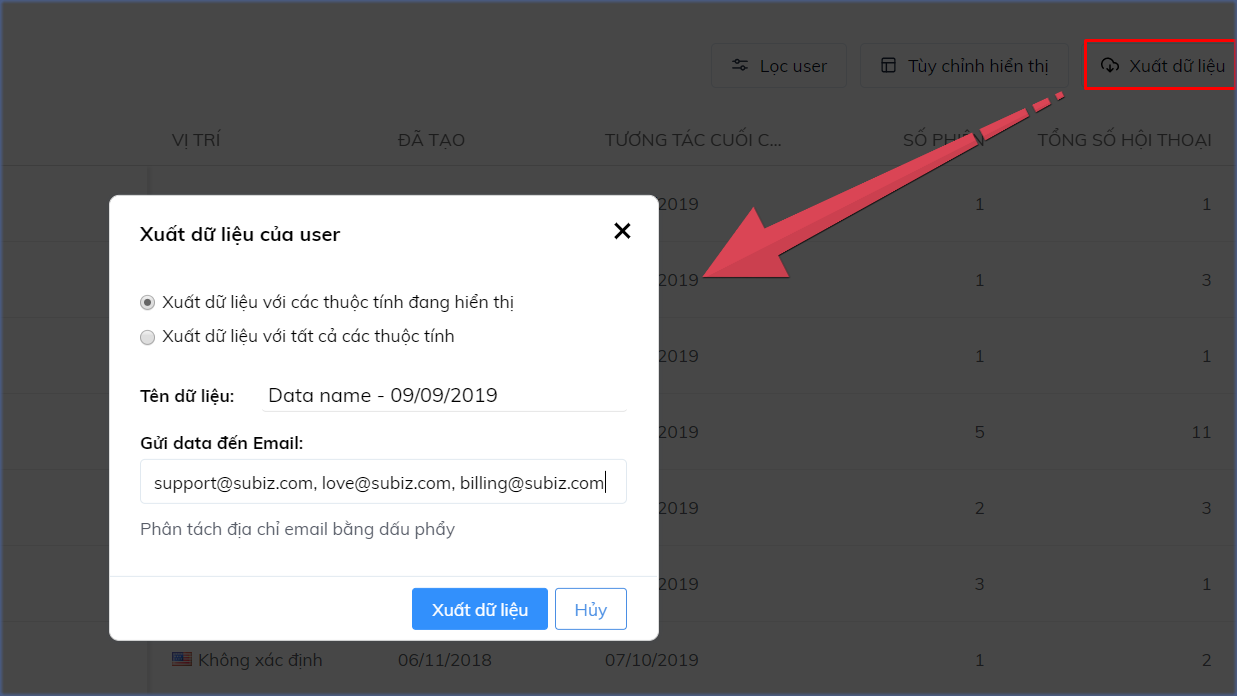 Lọc user
Tùy chỉnh hiển thị
Xuất dữ liệu
VỊ TRÍ ĐÃ TẠO TƯƠNG TÁC CUỐI C... SỐ PHIÊN TỔNG SỐ HỘI THOẠI
2019 1 1
Xuất dữ liệu của user
2019 1 3
Xuất dữ liệu với các thuộc tính đang hiển thị
Xuất dữ liệu với tất cả các thuộc tính
2019 1 1
Tên dữ liệu: Data name - 09/09/2019
2019 5 11
Gửi data đến Email:
support@subiz.com, love@subiz.com, billing@subiz.com
2019 2 3
Phân tách địa chỉ email bằng dấu phẩy
2019 3 1
Xuất dữ liệu Hủy
Không xác định 06/11/2018 07/10/2019 1 2